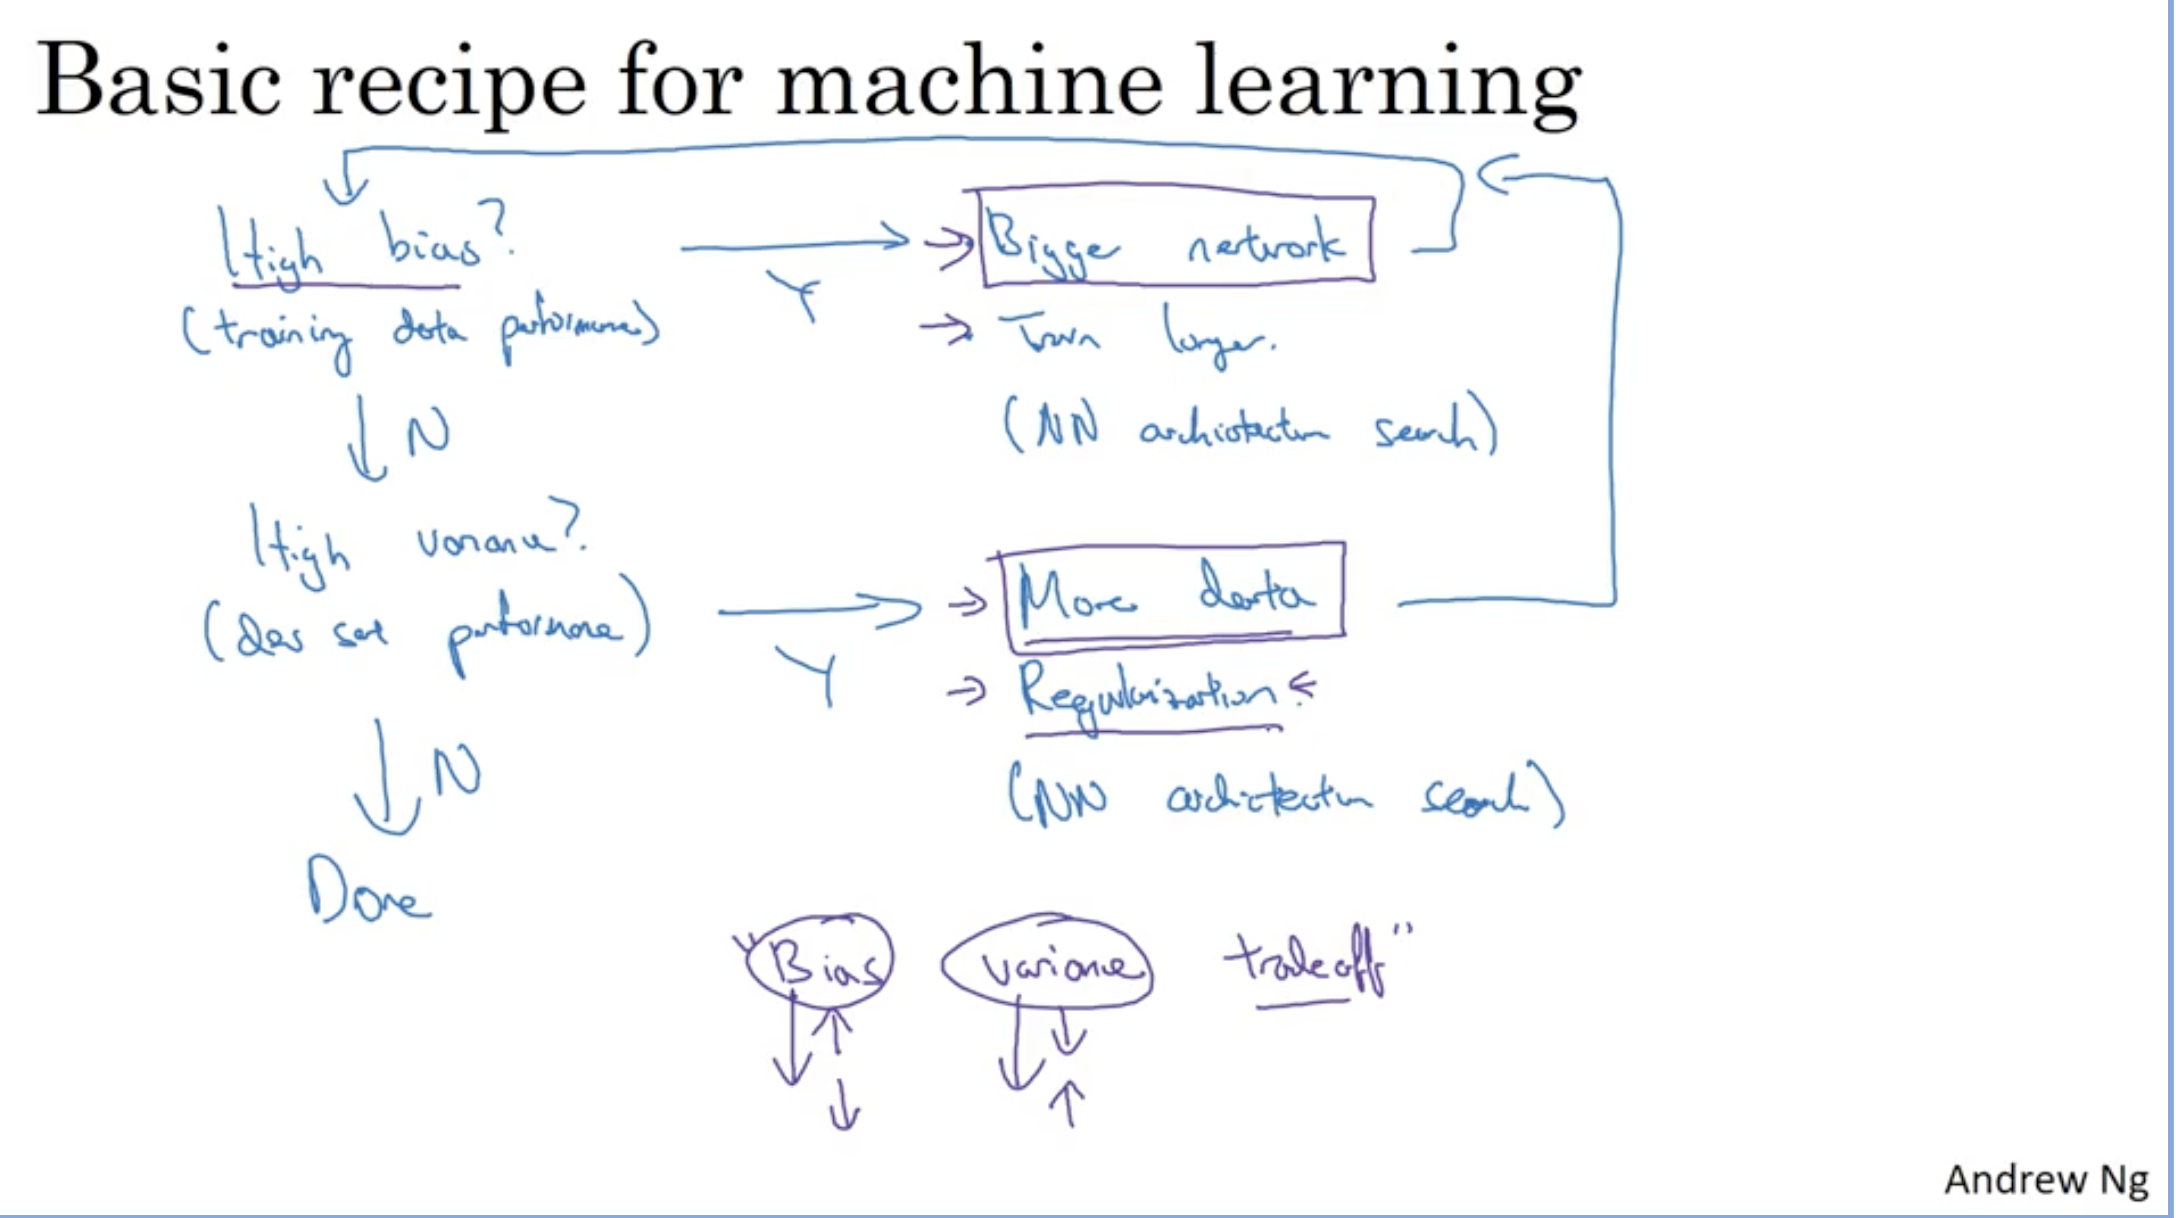 Basic recipe for machine learning
High bias?
(training data performance)
Y
Bigger network
Train longer.
(NN architecture search)
N
High variance?
(dev set performance)
Y
More data
Regularization.
(NN architecture search)
N
Done
"Bias variance tradeoff"
Andrew Ng